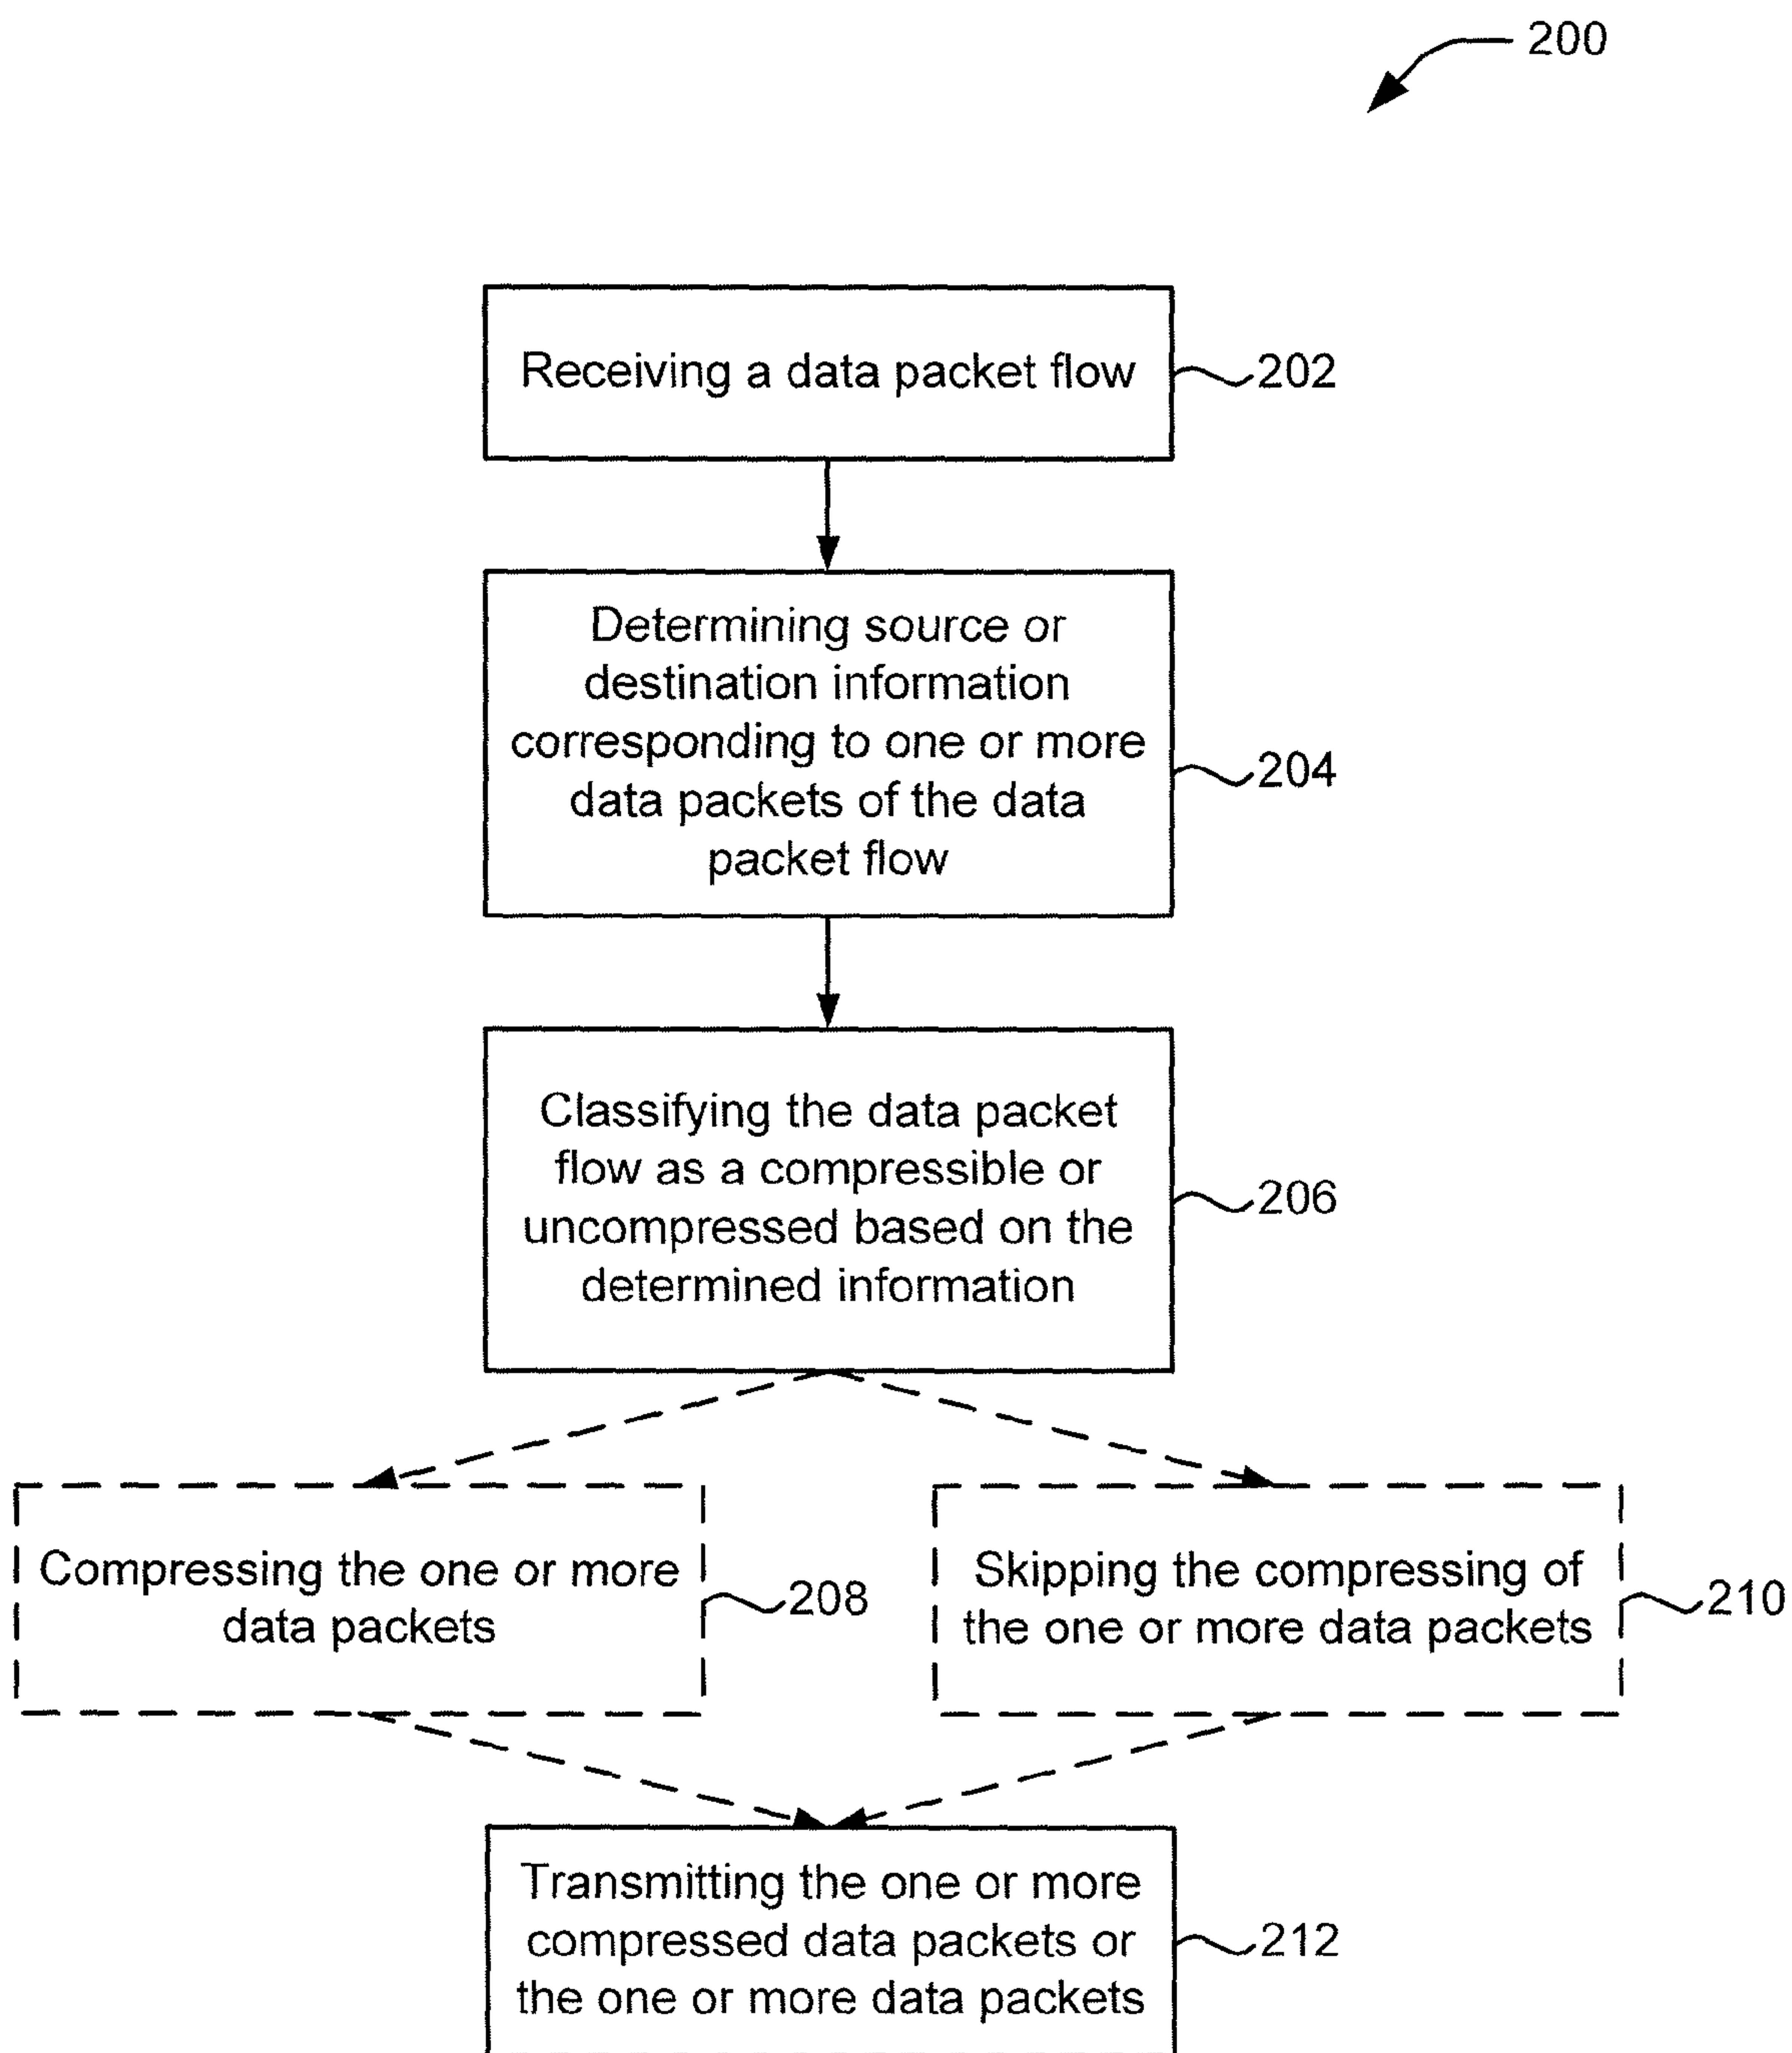 200
Receiving a data packet flow
202
Determining source or
destination information
corresponding to one or more
data packets of the data
packet flow
204
Classifying the data packet
flow as a compressible or
uncompressed based on the
determined information
206
Compressing the one or more
data packets
208
Skipping the compressing of
the one or more data packets
210
Transmitting the one or more
compressed data packets or
the one or more data packets
212